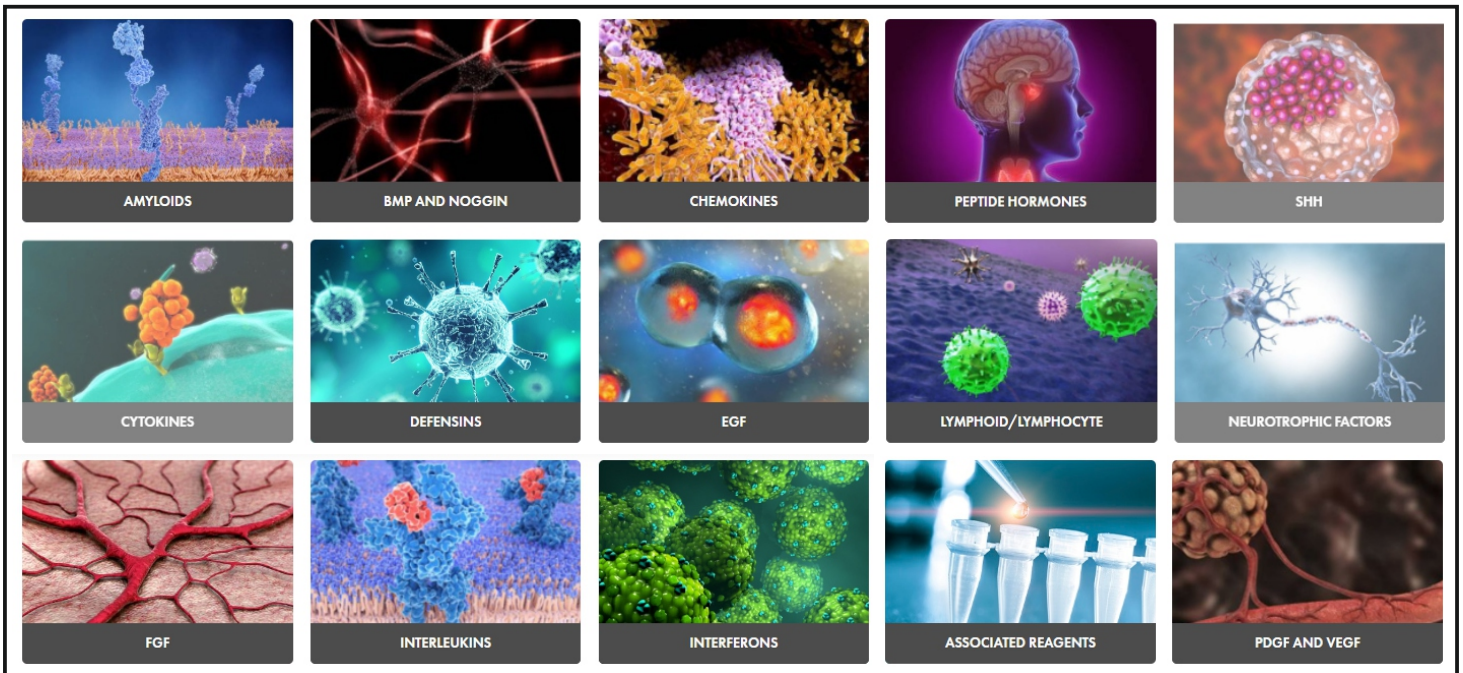 AMYLOIDS
BMP AND NOGGIN
CHEMOKINES
PEPTIDE HORMONES
SHH
CYTOKINES
DEFENSINS
EGF
LYMPHOID/LYMPHOCYTE
NEUROTROPHIC FACTORS
FGF
INTERLEUKINS
INTERFERONS
ASSOCIATED REAGENTS
PDGF AND VEGF